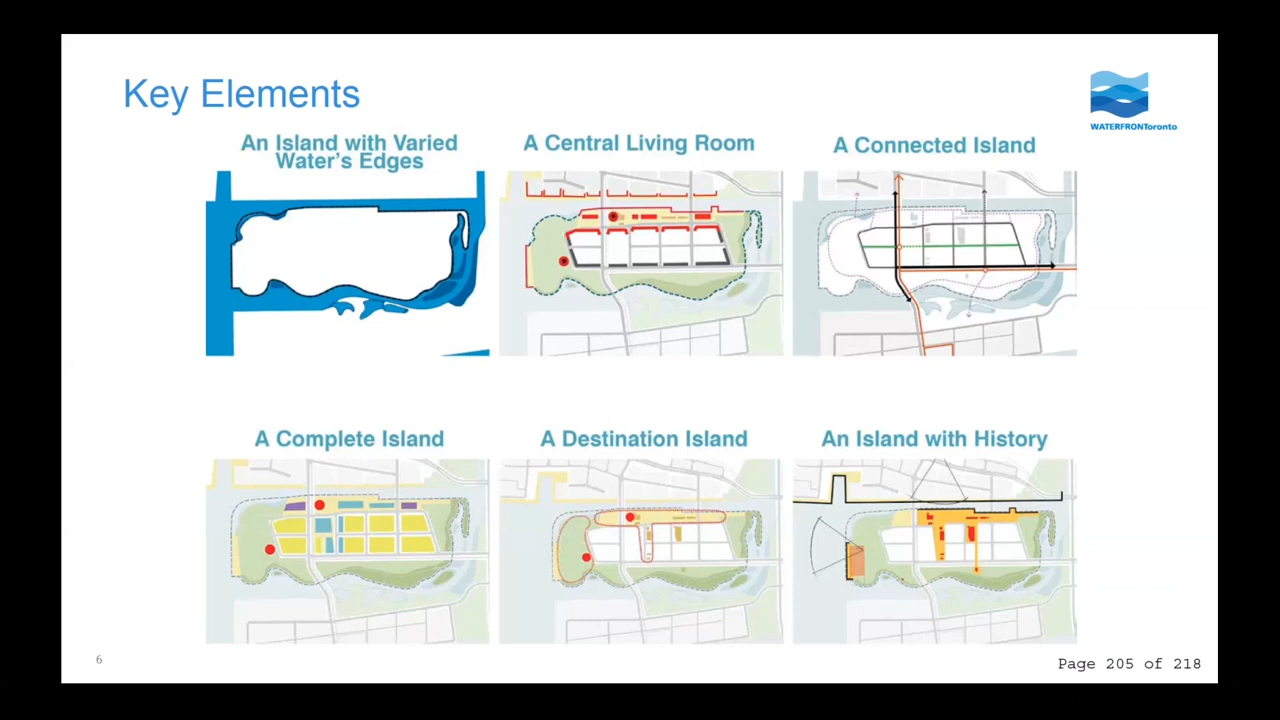 Key Elements
WATERFRONToronto
An Island with Varied
Water's Edges
A Central Living Room
A Connected Island
A Complete Island
A Destination Island
An Island with History
6
Page 205 of 218